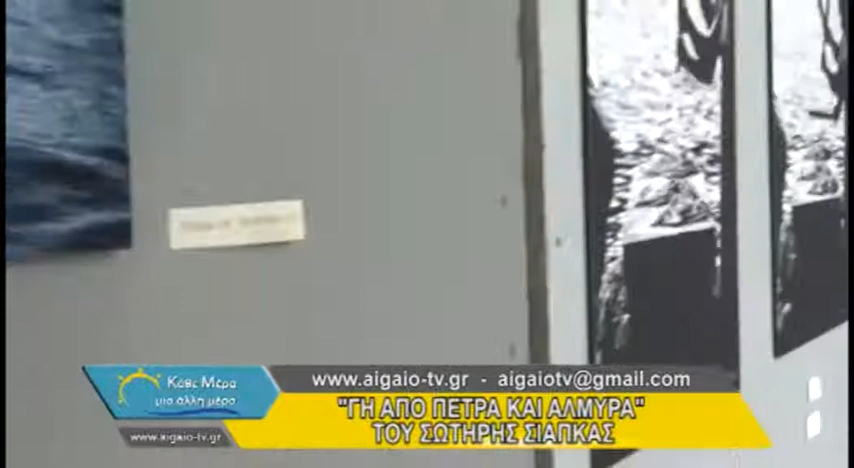 www.aigaio-tv.gr - aigaiotv@gmail.com
Κάθε Μέρα
μια άλλη μέρα
"ΓΗ ΑΠΟ ΠΕΤΡΑ ΚΑΙ ΑΛΜΥΡΑ"
ΤΟΥ ΣΩΤΗΡΗΣ ΣΙΑΠΚΑΣ
www.aigaio-tv.gr